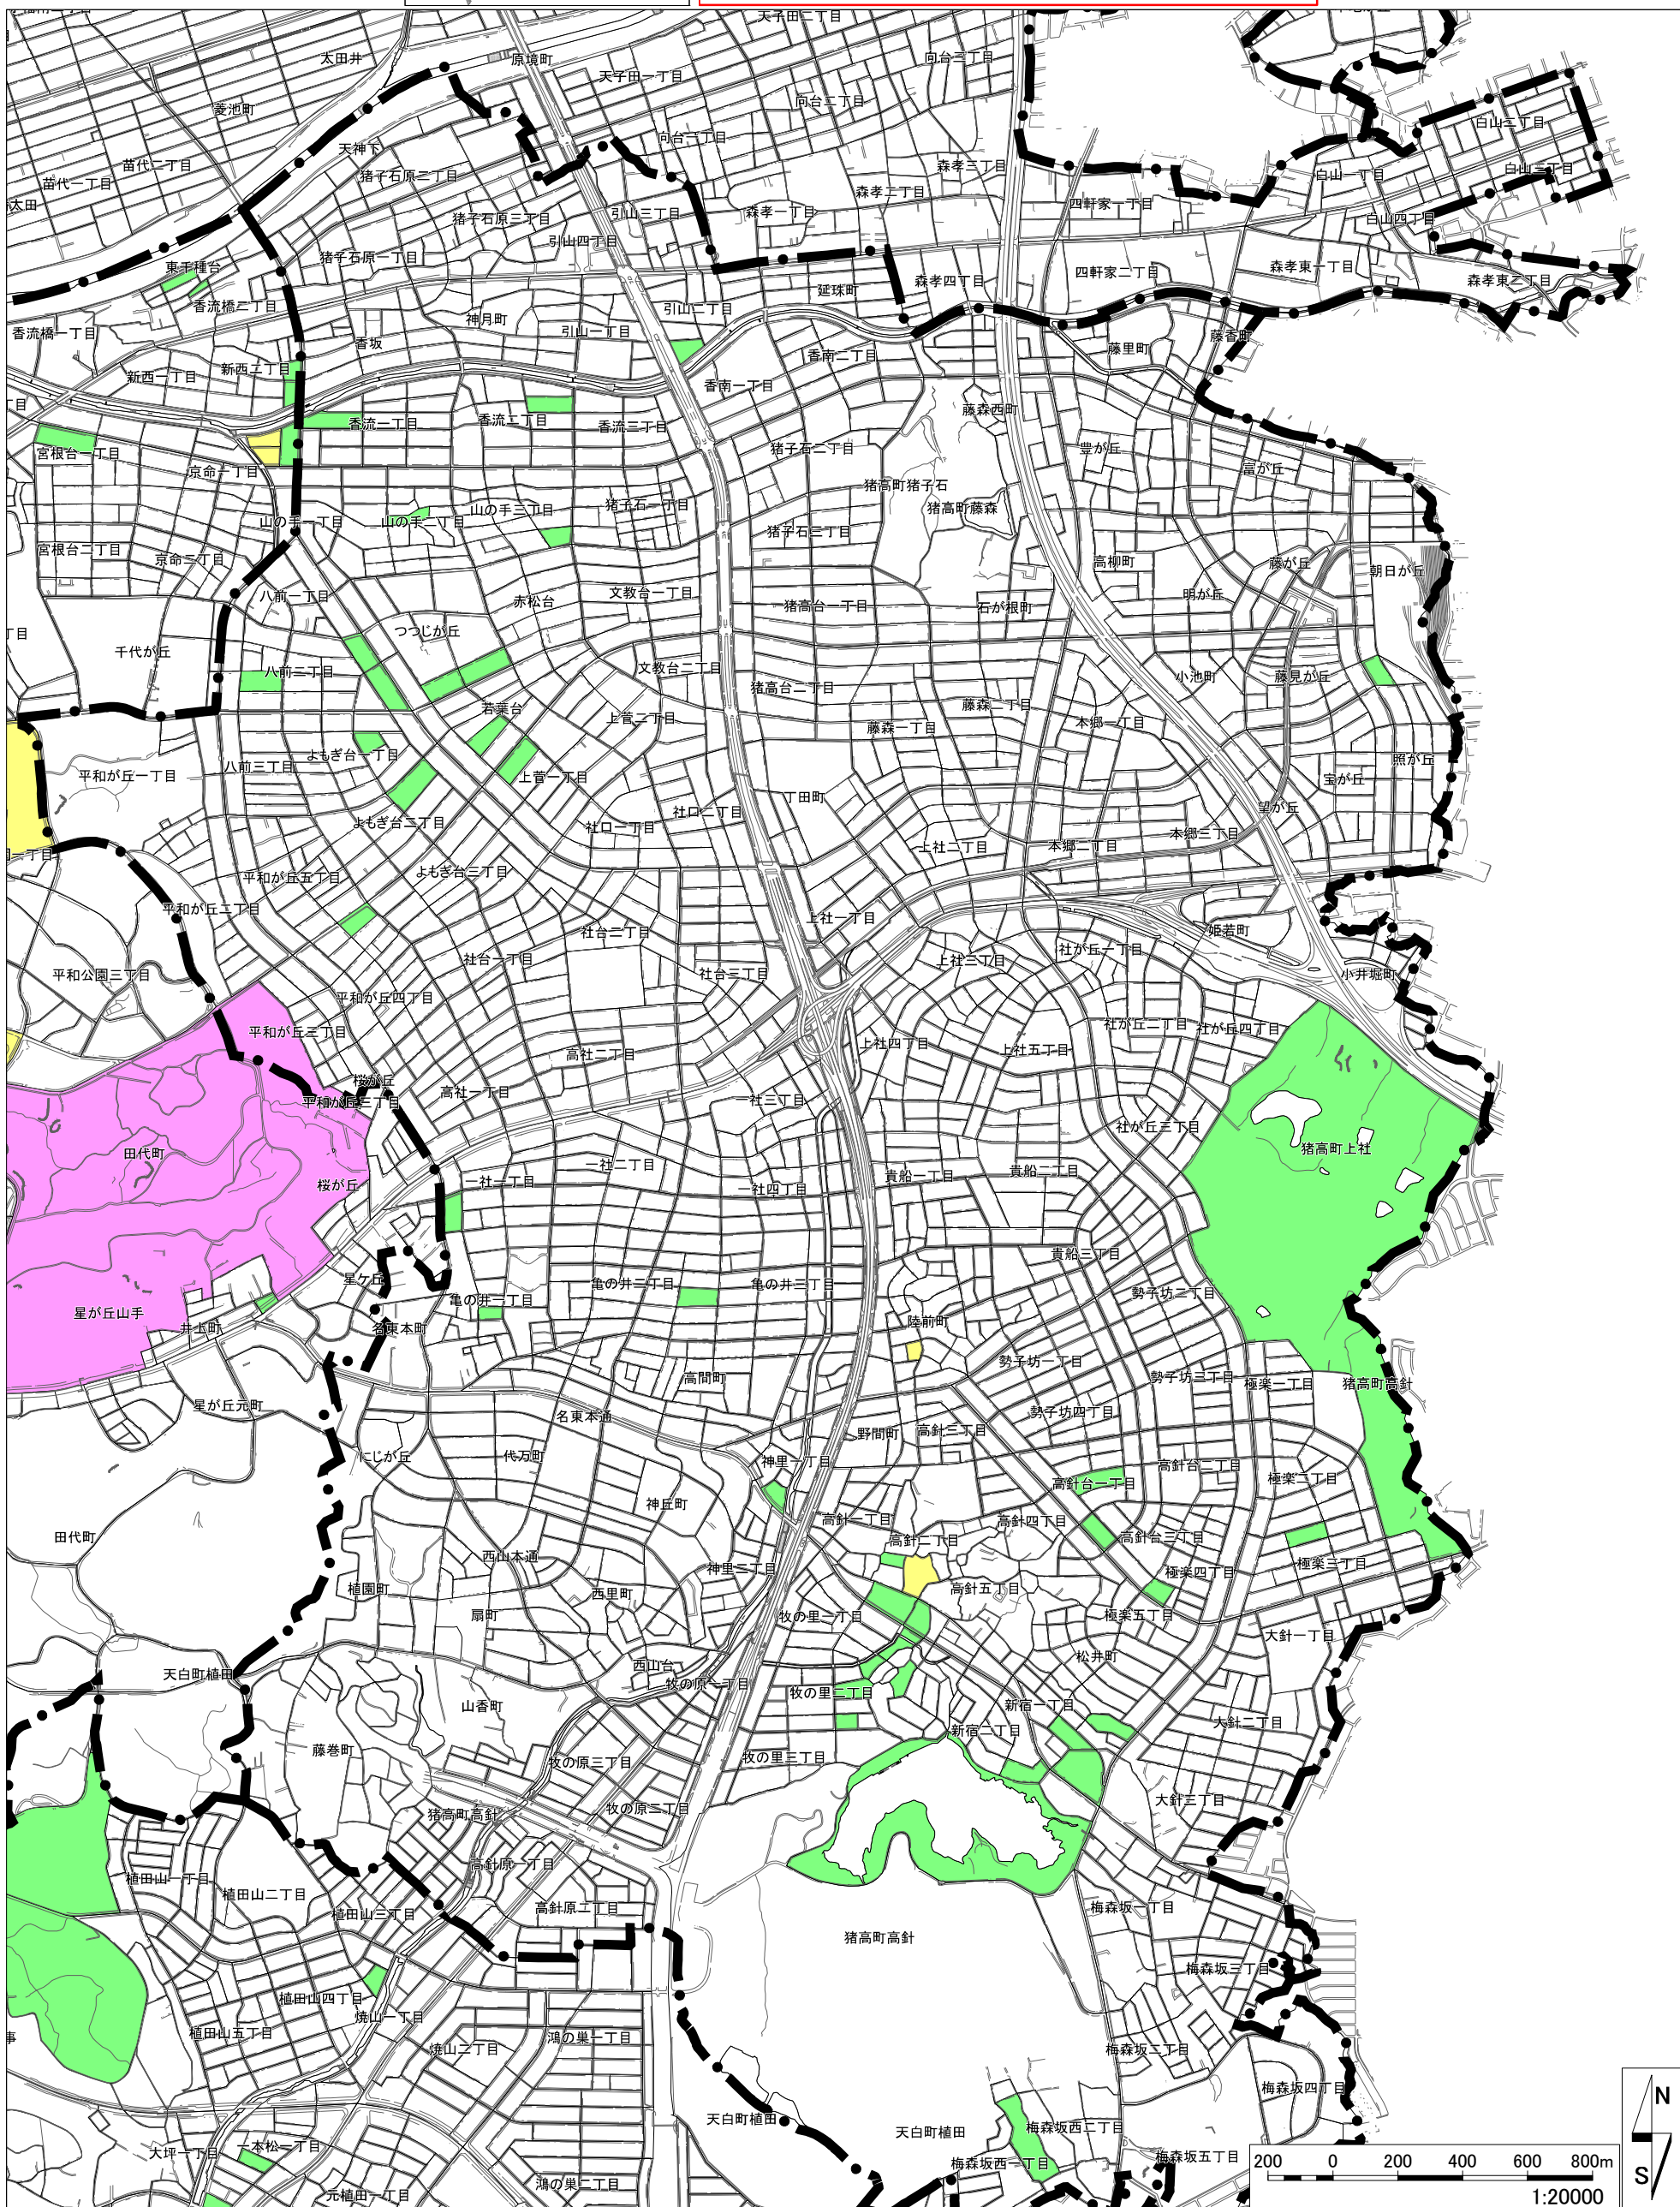 天子田二丁目
太田井
原境町
向台三丁目
天子田一丁目
菱池町
向台二丁目
白山二丁目
向台一丁目
天神下
苗代二丁目
猪子石原二丁目
森孝三丁目
白山三丁目
白山一丁目
苗代一丁目
森孝二丁目
太田
四軒家一丁目
猪子石原三丁目
引山三丁目
森孝一丁目
白山四丁目
引山四丁目
猪子石原一丁目
東千種台
四軒家二丁目
森孝東一丁目
森孝四丁目
森孝東二丁目
延珠町
香流橋二丁目
引山二丁目
神月町
引山一丁目
香流橋一丁目
藤香町
香坂
藤里町
香南二丁目
新西二丁目
新西一丁目
香南一丁目
丁目
藤森西町
香流一丁目
香流二丁目
香流三丁目
宮根台一丁目
猪子石二丁目
豊が丘
京命一丁目
富が丘
猪高町猪子石
猪子石一丁目
山の手三丁目
猪高町藤森
山の手一丁目
山の手二丁目
猪子石三丁目
宮根台二丁目
京命二丁目
高柳町
藤が丘
朝日が丘
八前一丁目
文教台一丁目
明が丘
赤松台
猪高台一丁目
石が根町
丁目
つつじが丘
千代が丘
八前二丁目
文教台二丁目
小池町
藤見が丘
猪高台二丁目
若葉台
藤森二丁目
上菅二丁目
本郷一丁目
藤森一丁目
よもぎ台一丁目
照が丘
八前三丁目
平和が丘一丁目
上菅一丁目
宝が丘
丁田町
望が丘
社口二丁目
よもぎ台二丁目
社口一丁目
本郷三丁目
上社二丁目
本郷二丁目
一丁目
よもぎ台三丁目
平和が丘五丁目
平和が丘二丁目
上社一丁目
社台二丁目
姫若町
社が丘一丁目
社台一丁目
上社三丁目
平和公園三丁目
社台三丁目
小井堀町
平和が丘四丁目
平和が丘三丁目
社が丘二丁目
社が丘四丁目
上社四丁目
上社五丁目
高社二丁目
桜が丘
高社一丁目
平和が丘三丁目
一社三丁目
社が丘三丁目
田代町
猪高町上社
一社二丁目
貴船一丁目
貴船二丁目
桜が丘
一社一丁目
一社四丁目
貴船三丁目
星ケ丘
亀の井二丁目
亀の井三丁目
勢子坊二丁目
亀の井一丁目
星が丘山手
井上町
名東本町
陸前町
勢子坊一丁目
高間町
勢子坊三丁目
極楽一丁目
猪高町高針
星が丘元町
名東本通
勢子坊四丁目
野間町
高針三丁目
にじが丘
代万町
神里一丁目
高針台二丁目
極楽二丁目
高針台一丁目
神丘町
高針一丁目
高針四丁目
田代町
高針二丁目
高針台三丁目
西山本通
神里二丁目
極楽三丁目
極楽四丁目
植園町
西里町
高針五丁目
扇町
牧の里一丁目
極楽五丁目
大針一丁目
松井町
西山台
天白町植田
牧の原一丁目
牧の里二丁目
山香町
新宿一丁目
大針二丁目
新宿二丁目
藤巻町
牧の里三丁目
牧の原三丁目
大針三丁目
牧の原二丁目
猪高町高針
高針原一丁目
植田山一丁目
植田山二丁目
高針原二丁目
梅森坂一丁目
植田山三丁目
猪高町高針
梅森坂三丁目
植田山四丁目
焼山一丁目
植田山五丁目
鴻の巣一丁目
焼山二丁目
梅森坂二丁目
梅森坂四丁目
N
天白町植田
梅森坂西二丁目
天白町植田
一本松一丁目
大坪一丁目
梅森坂五丁目
梅森坂西一丁目
200 0 200 400 600 800m
S
鴻の巣二丁目
元植田一丁目
1:20000